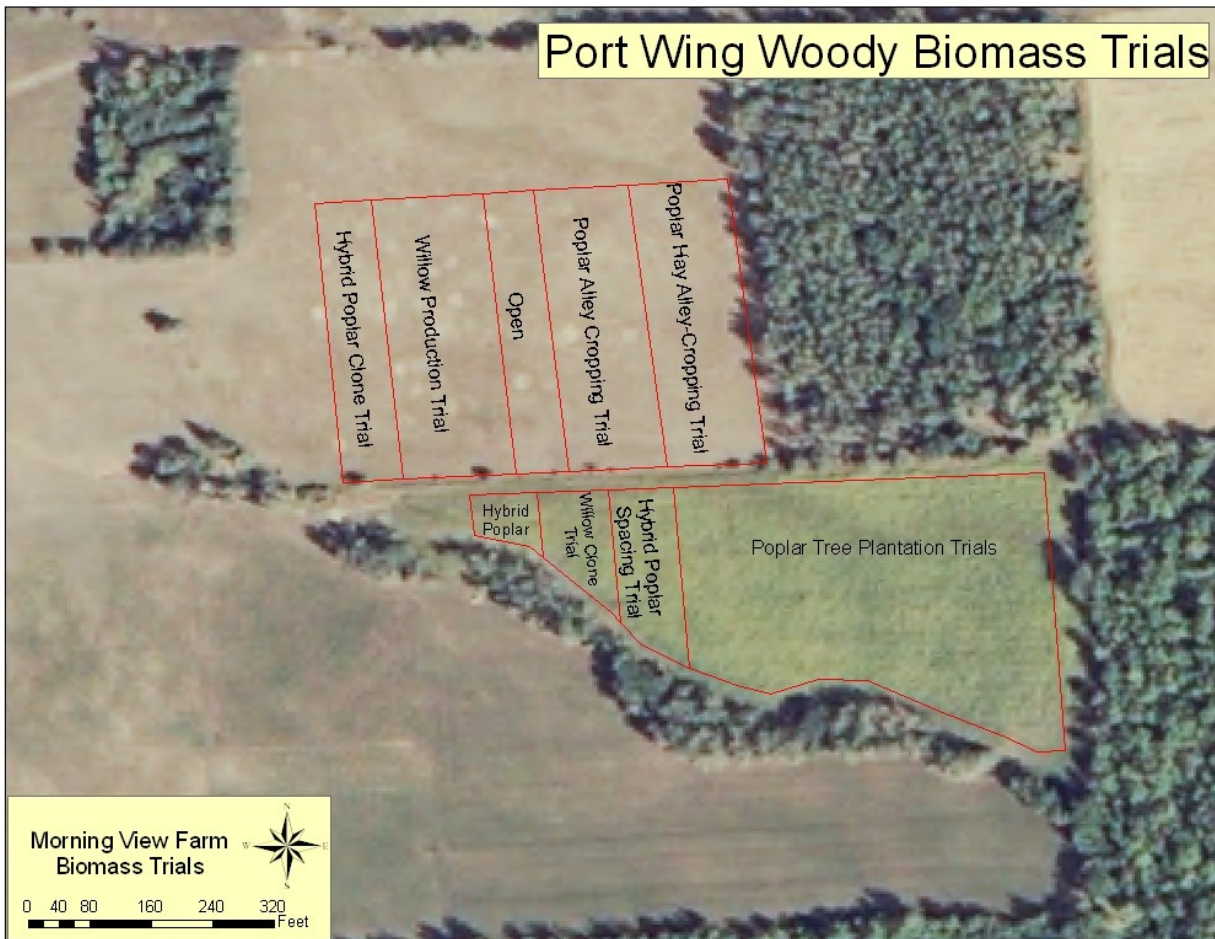 Port Wing Woody Biomass Trials
Hybrid Poplar Clone Trial
Willow Production Trial
Open
Poplar Alley Cropping Trial
Poplar Hay Alley-Cropping Trial
Hybrid
Poplar
Willow Clone
Trial
Hybrid Poplar
Spacing Trial
Poplar Tree Plantation Trials
Morning View Farm
Biomass Trials
N
W
E
S
0 40 80 160 240 320
Feet